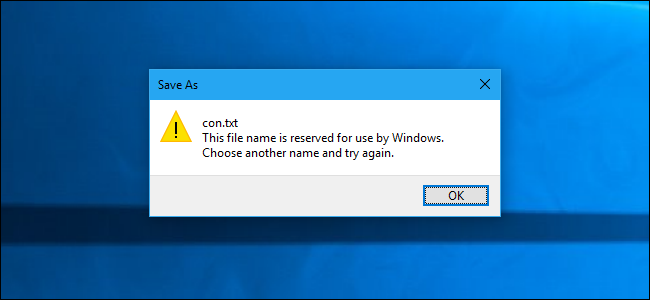 Save As
con.txt
This file name is reserved for use by Windows.
Choose another name and try again.
OK